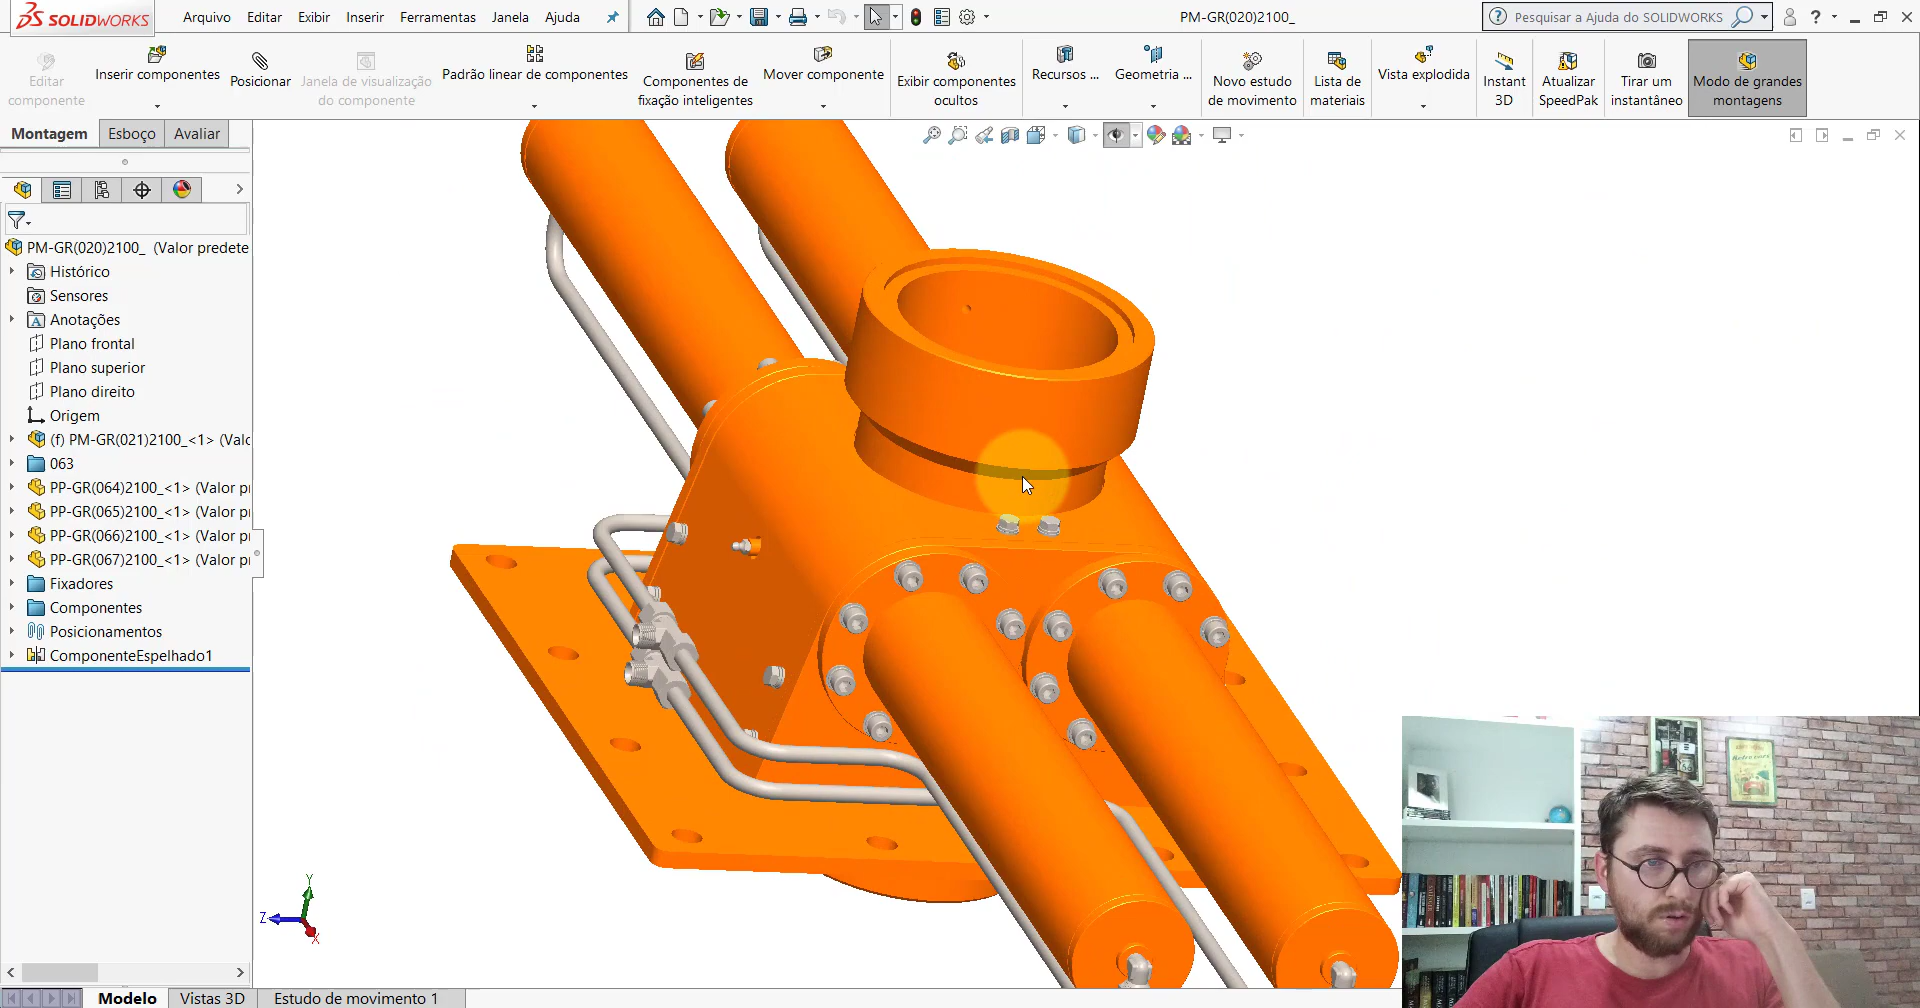 SOLIDWORKS
Arquivo Editar Exibir Inserir Ferramentas Janela Ajuda
PM-GR(020)2100_
Pesquisar a Ajuda do SOLIDWORKS
Editar componente
Inserir componentes
Posicionar
Janela de visualização do componente
Padrão linear de componentes
Componentes de fixação inteligentes
Mover componente
Exibir componentes ocultos
Recursos ...
Geometria ...
Novo estudo de movimento
Lista de materiais
Vista explodida
Instant 3D
Atualizar SpeedPak
Tirar um instantâneo
Modo de grandes montagens
Montagem Esboço Avaliar
PM-GR(020)2100_ (Valor predete
Histórico
Sensores
Anotações
Plano frontal
Plano superior
Plano direito
Origem
(f) PM-GR(021)2100_<1> (Valc
063
PP-GR(064)2100_<1> (Valor pr
PP-GR(065)2100_<1> (Valor pr
PP-GR(066)2100_<1> (Valor pr
PP-GR(067)2100_<1> (Valor pr
Fixadores
Componentes
Posicionamentos
ComponenteEspelhado1
Y
Z
X
Modelo Vistas 3D Estudo de movimento 1